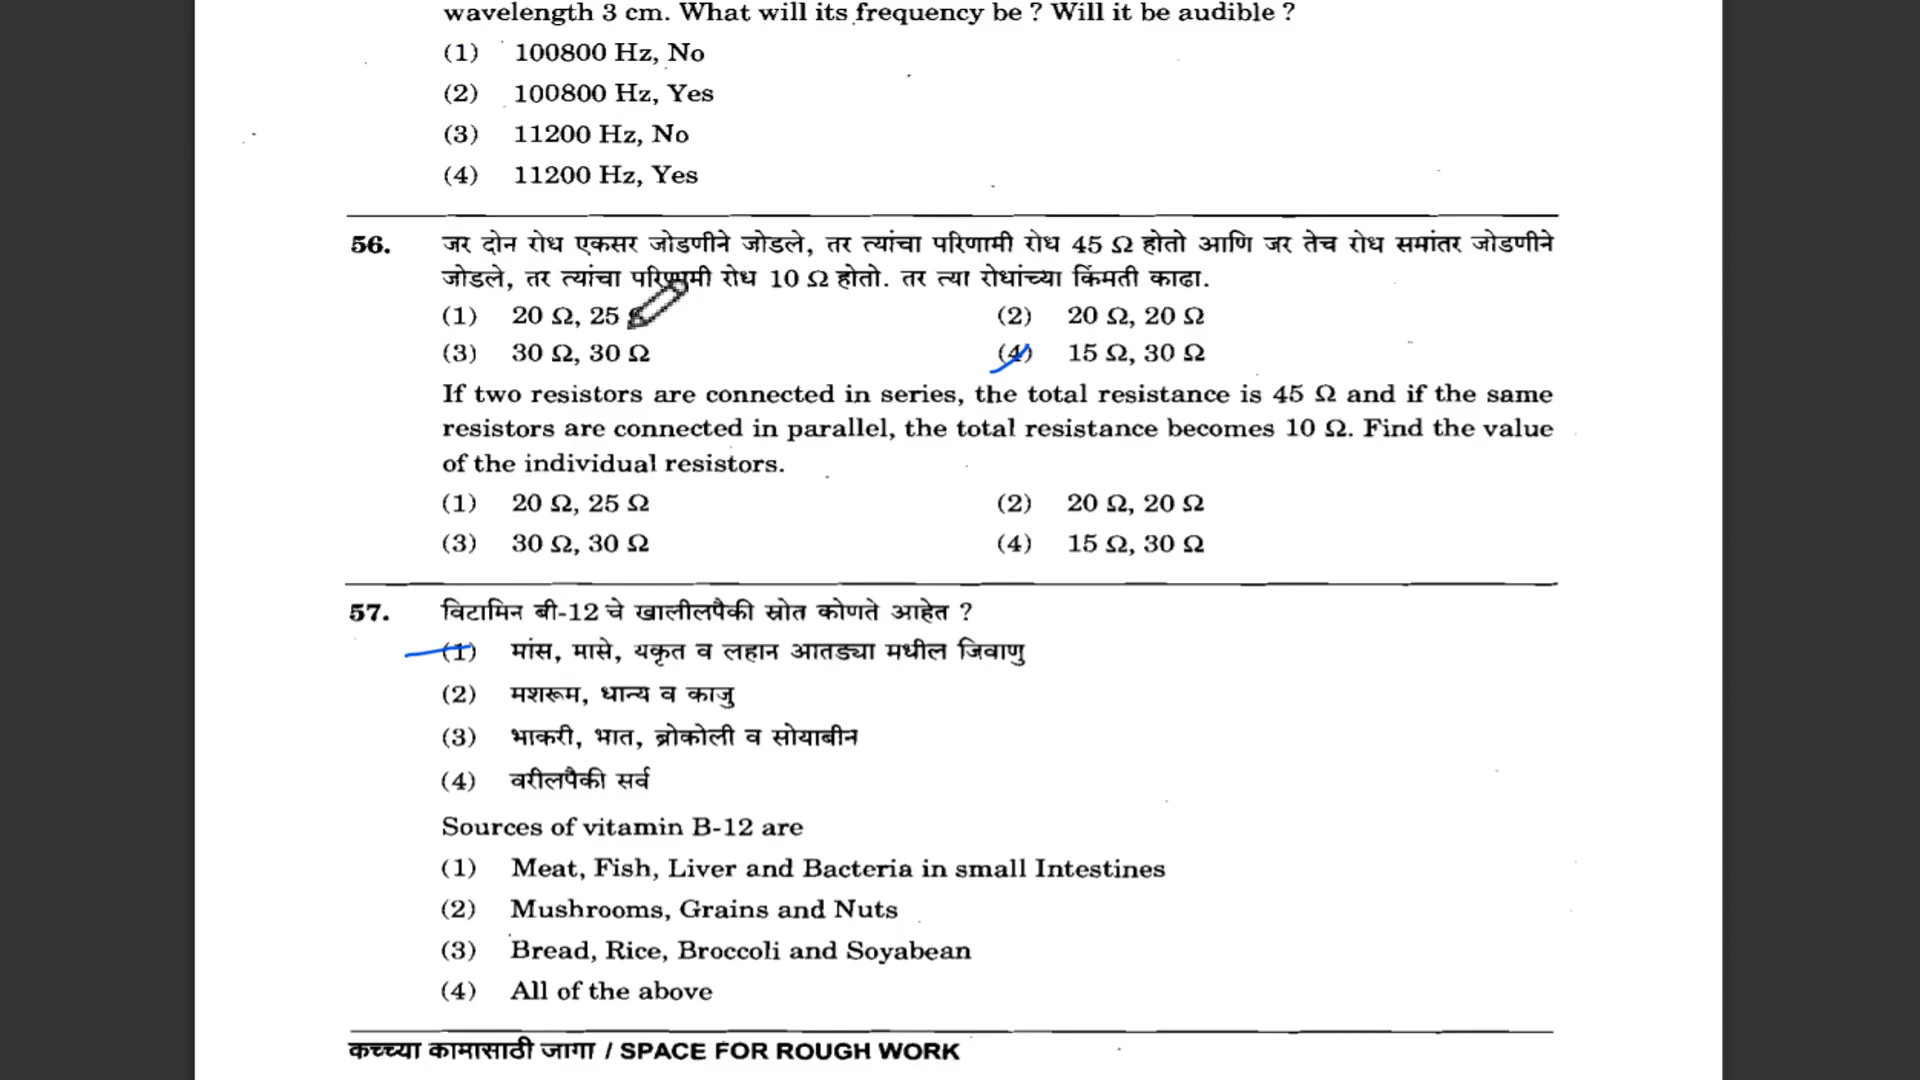 wavelength 3 cm. What will its frequency be ? Will it be audible ?
(1) 100800 Hz, No
(2) 100800 Hz, Yes
(3) 11200 Hz, No
(4) 11200 Hz, Yes
56. जर दोन रोध एकसर जोडणीने जोडले, तर त्यांचा परिणामी रोध 45 Ω होतो आणि जर तेच रोध समांतर जोडणीने
जोडले, तर त्यांचा परिणामी रोध 10 Ω होतो. तर त्या रोधांच्या किंमती काढा.
(1) 20 Ω, 25 (2) 20 Ω, 20 Ω
(3) 30 Ω, 30 Ω (4) 15 Ω, 30 Ω
If two resistors are connected in series, the total resistance is 45 Ω and if the same
resistors are connected in parallel, the total resistance becomes 10 Ω. Find the value
of the individual resistors.
(1) 20 Ω, 25 Ω (2) 20 Ω, 20 Ω
(3) 30 Ω, 30 Ω (4) 15 Ω, 30 Ω
57. विटामिन बी-12 चे खालीलपैकी स्रोत कोणते आहेत ?
(1) मांस, मासे, यकृत व लहान आतड्या मधील जिवाणु
(2) मशरूम, धान्य व काजु
(3) भाकरी, भात, ब्रोकोली व सोयाबीन
(4) वरीलपैकी सर्व
Sources of vitamin B-12 are
(1) Meat, Fish, Liver and Bacteria in small Intestines
(2) Mushrooms, Grains and Nuts
(3) Bread, Rice, Broccoli and Soyabean
(4) All of the above
कच्च्या कामासाठी जागा / SPACE FOR ROUGH WORK